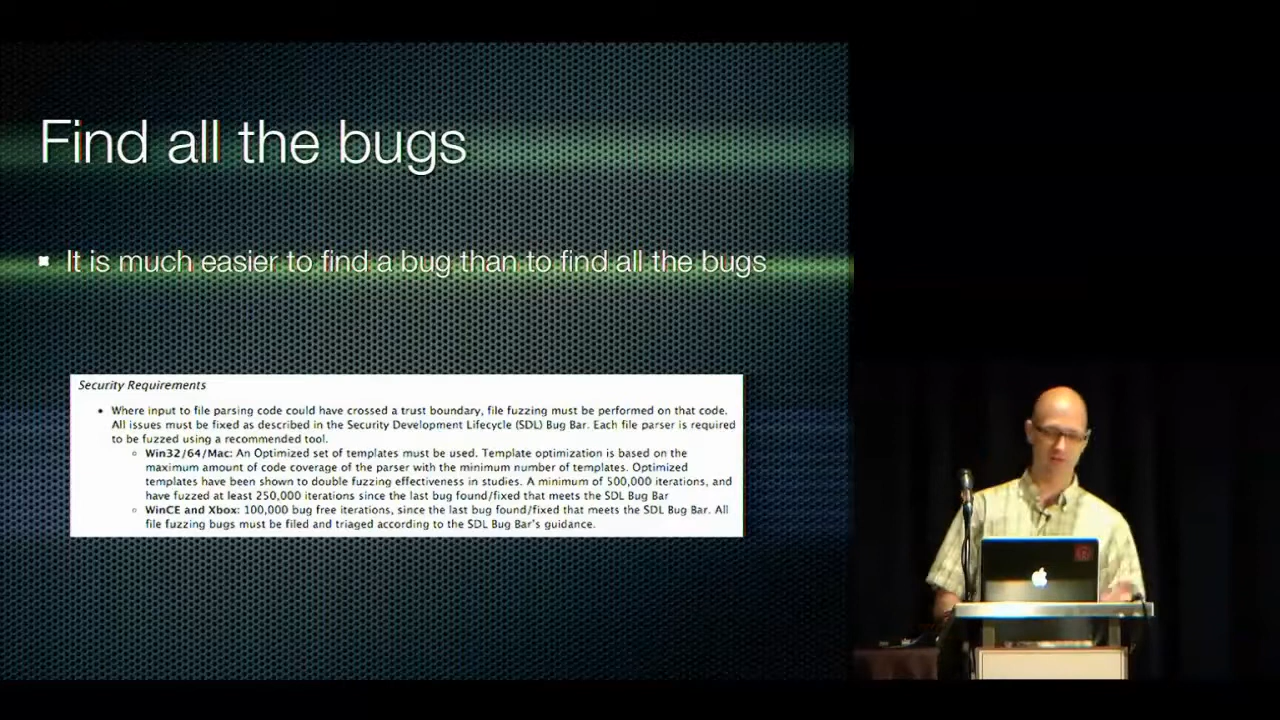 Find all the bugs
It is much easier to find a bug than to find all the bugs
Security Requirements
Where input to file parsing code could have crossed a trust boundary, file fuzzing must be performed on that code.
All issues must be fixed as described in the Security Development Lifecycle (SDL) Bug Bar. Each file parser is required
to be fuzzed using a recommended tool.
Win32/64/Mac: An Optimized set of templates must be used. Template optimization is based on the
maximum amount of code coverage of the parser with the minimum number of templates. Optimized
templates have been shown to double fuzzing effectiveness in studies. A minimum of 500,000 iterations, and
have fuzzed at least 250,000 iterations since the last bug found/fixed that meets the SDL Bug Bar
WinCE and Xbox: 100,000 bug free iterations, since the last bug found/fixed that meets the SDL Bug Bar. All
file fuzzing bugs must be filed and triaged according to the SDL Bug Bar's guidance.